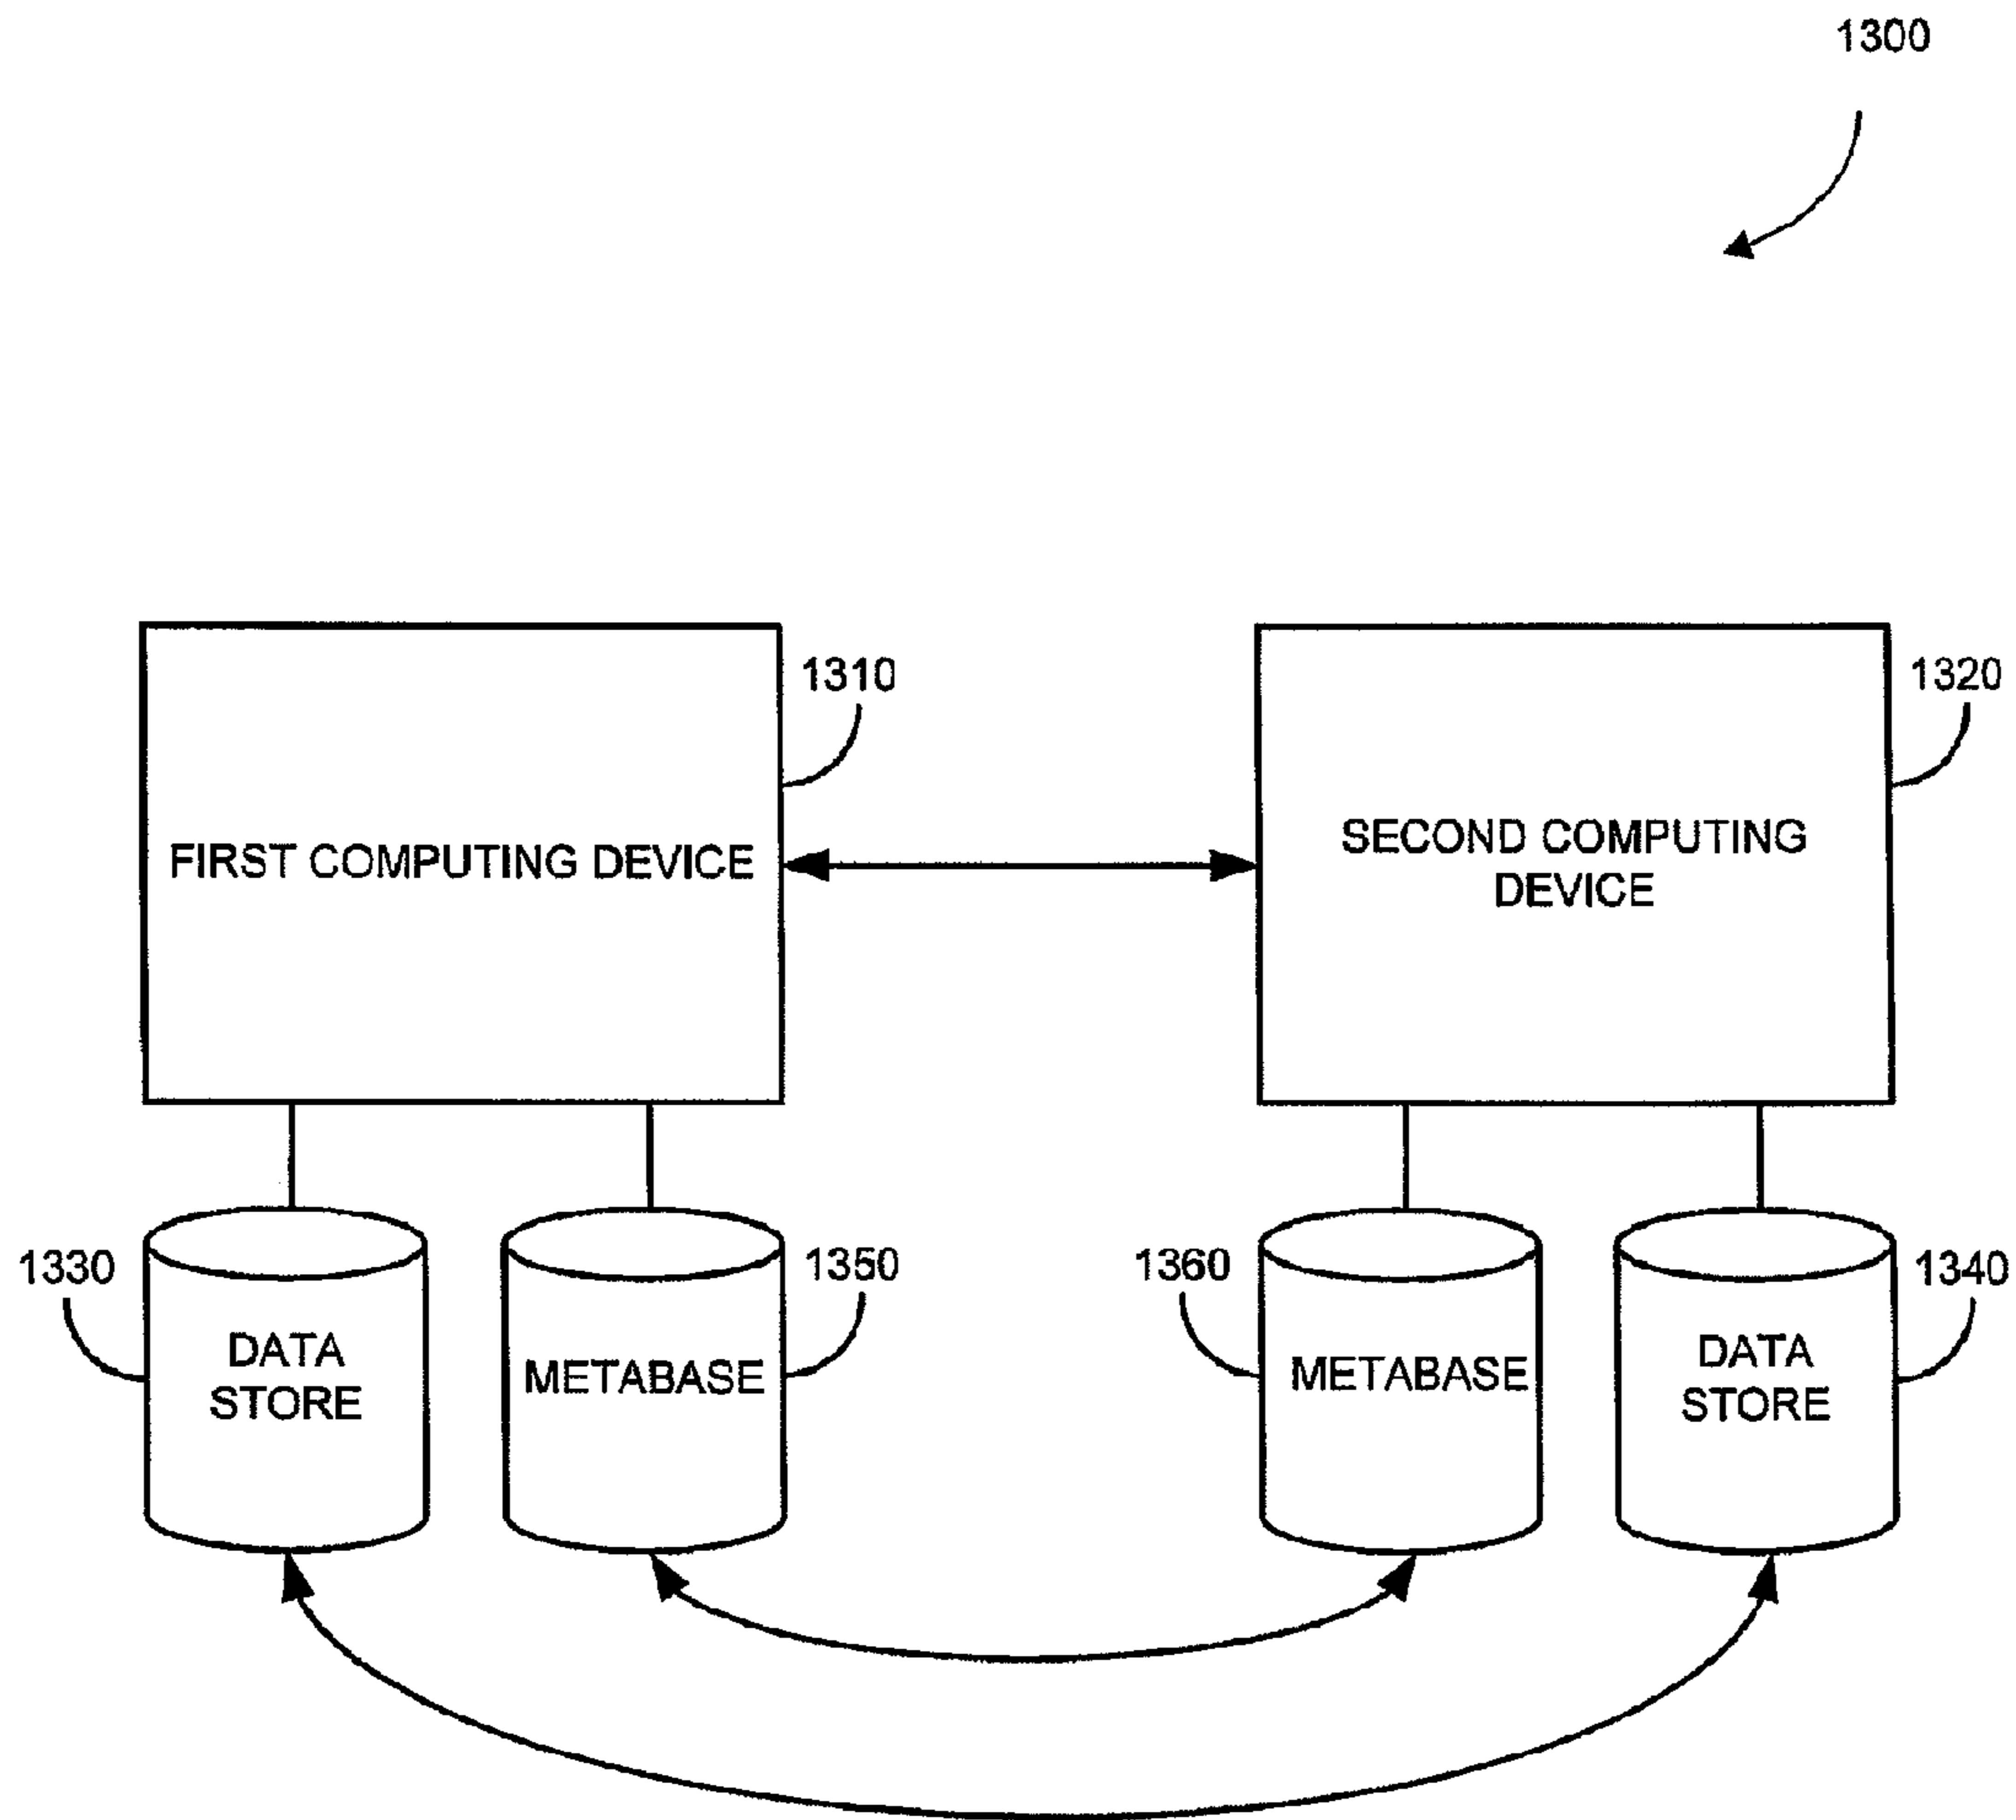 1300
1310
1320
FIRST COMPUTING DEVICE
SECOND COMPUTING
DEVICE
1330
1350
1360
1340
DATA
STORE
METABASE
METABASE
DATA
STORE